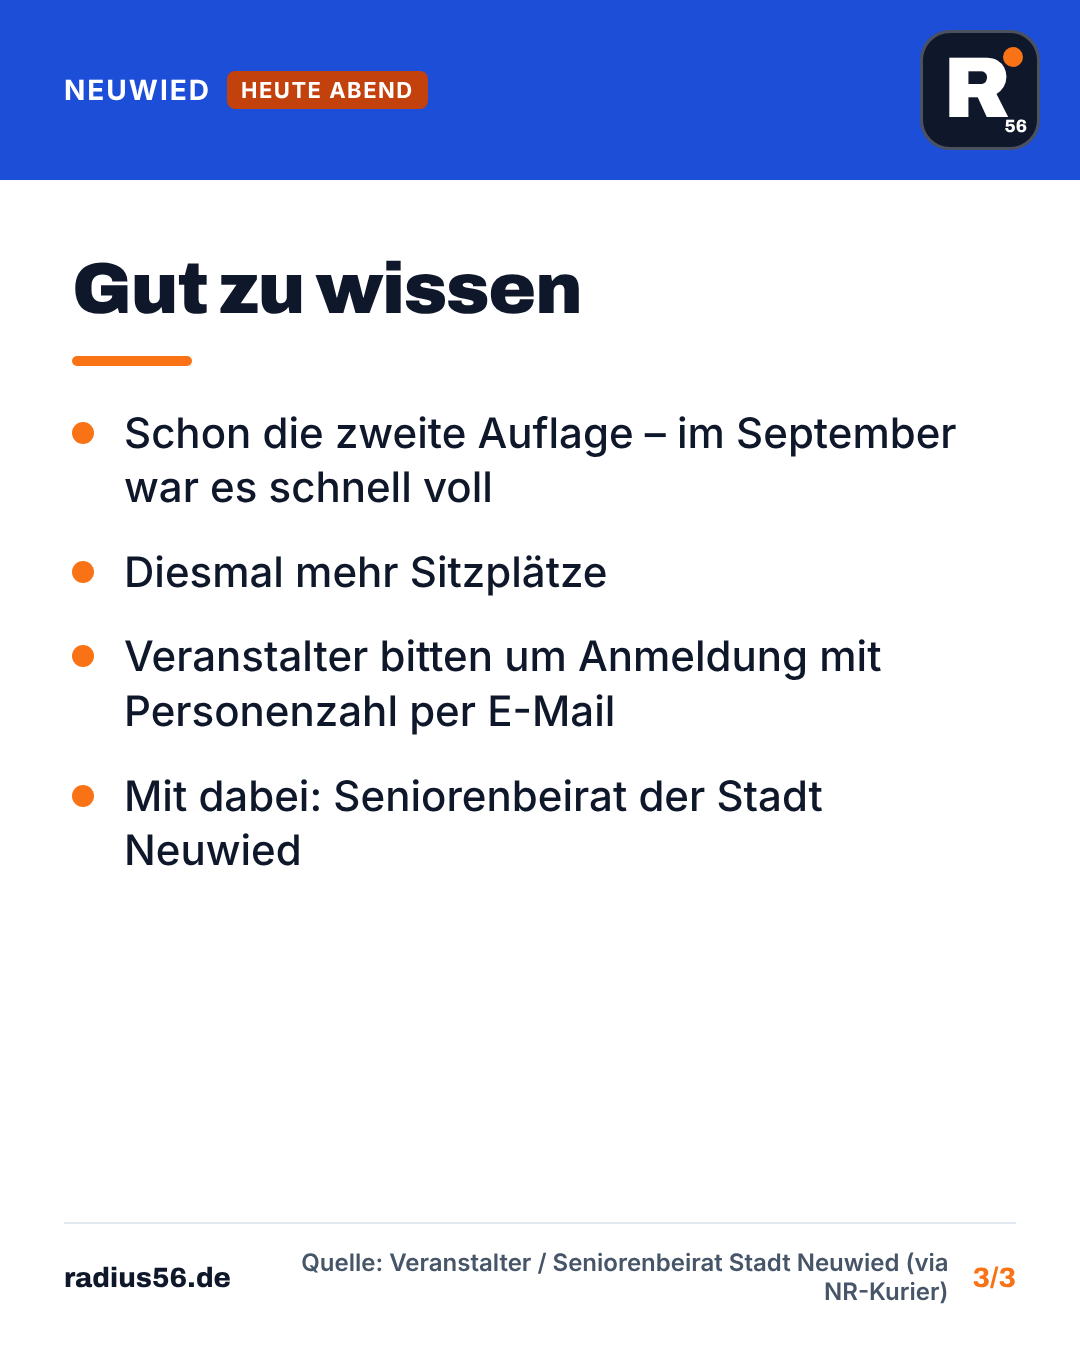 NEUWIED HEUTE ABEND
R
56
Gut zu wissen
Schon die zweite Auflage – im September
war es schnell voll
Diesmal mehr Sitzplätze
Veranstalter bitten um Anmeldung mit
Personenzahl per E-Mail
Mit dabei: Seniorenbeirat der Stadt
Neuwied
radius56.de
Quelle: Veranstalter / Seniorenbeirat Stadt Neuwied (via
NR-Kurier)
3/3